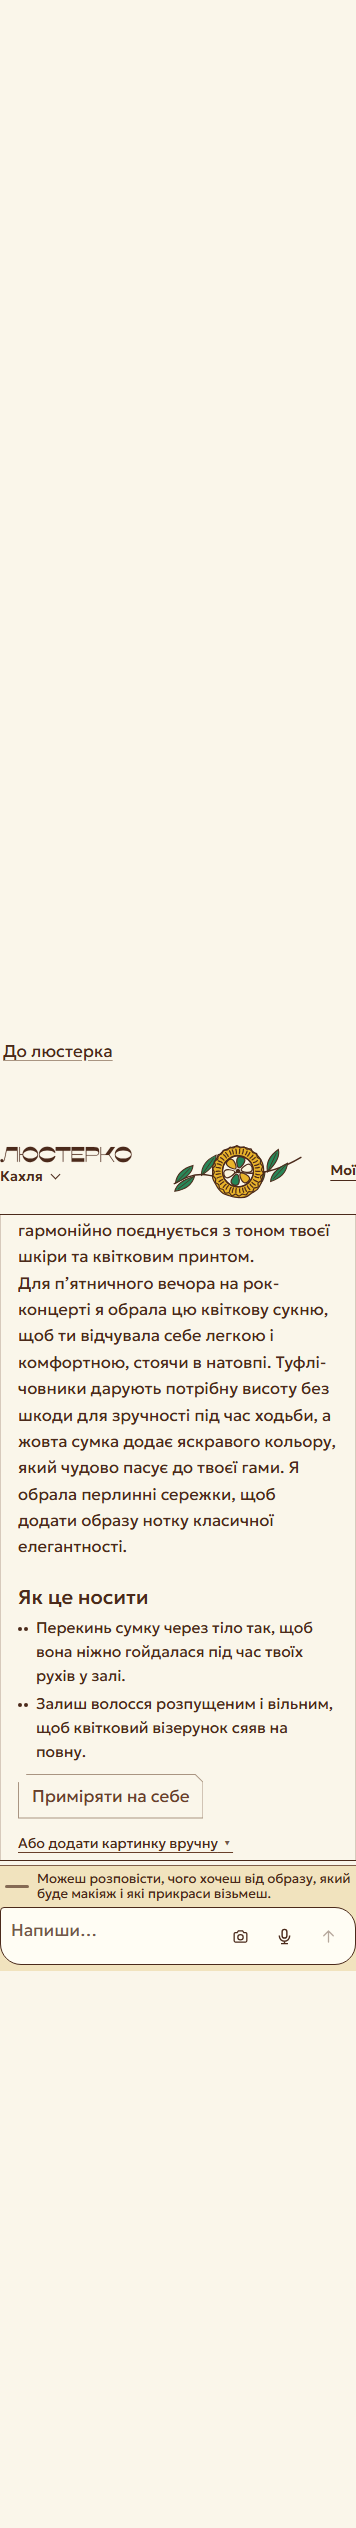 До люстерка
ЛЮСТЕРКО
Кахля
Мої
гармонійно поєднується з тоном твоєї
шкіри та квітковим принтом.
Для п’ятничного вечора на рок-
концерті я обрала цю квіткову сукню,
щоб ти відчувала себе легкою і
комфортною, стоячи в натовпі. Туфлі-
човники дарують потрібну висоту без
шкоди для зручності під час ходьби, а
жовта сумка додає яскравого кольору,
який чудово пасує до твоєї гами. Я
обрала перлинні сережки, щоб
додати образу нотку класичної
елегантності.
Як це носити
Перекинь сумку через тіло так, щоб
вона ніжно гойдалася під час твоїх
рухів у залі.
Залиш волосся розпущеним і вільним,
щоб квітковий візерунок сяяв на
повну.
Приміряти на себе
Або додати картинку вручну
Можеш розповісти, чого хочеш від образу, який
буде макіяж і які прикраси візьмеш.
Напиши...